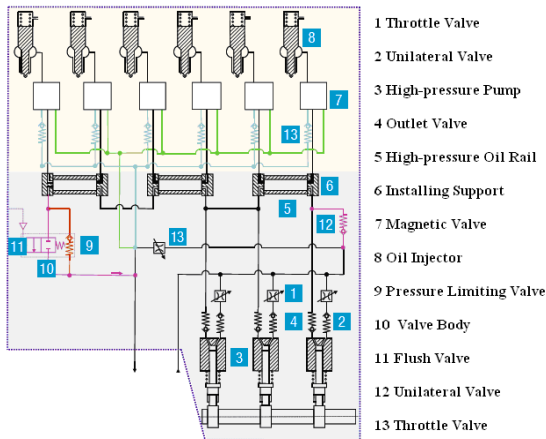 8
7
13
6
5
12
13
11
9
10
1
4
2
3
1 Throttle Valve
2 Unilateral Valve
3 High-pressure Pump
4 Outlet Valve
5 High-pressure Oil Rail
6 Installing Support
7 Magnetic Valve
8 Oil Injector
9 Pressure Limiting Valve
10 Valve Body
11 Flush Valve
12 Unilateral Valve
13 Throttle Valve